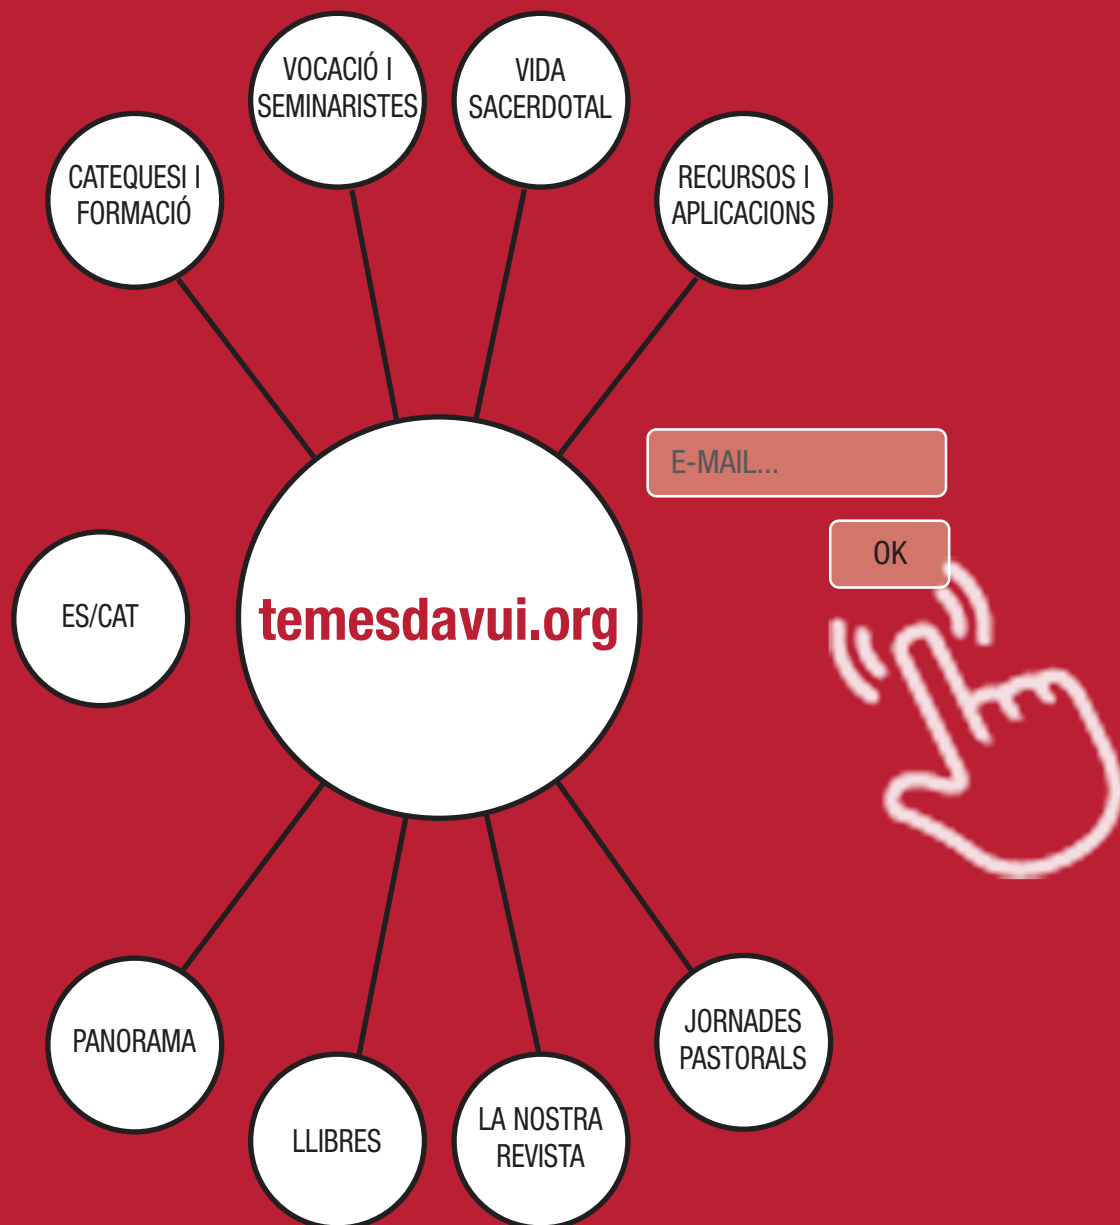 VOCACIÓ I
SEMINARISTES
VIDA
SACERDOTAL
CATEQUESI I
FORMACIÓ
RECURSOS I
APLICACIONS
E-MAIL...
OK
ES/CAT
temesdavui.org
PANORAMA
LLIBRES
LA NOSTRA
REVISTA
JORNADES
PASTORALS